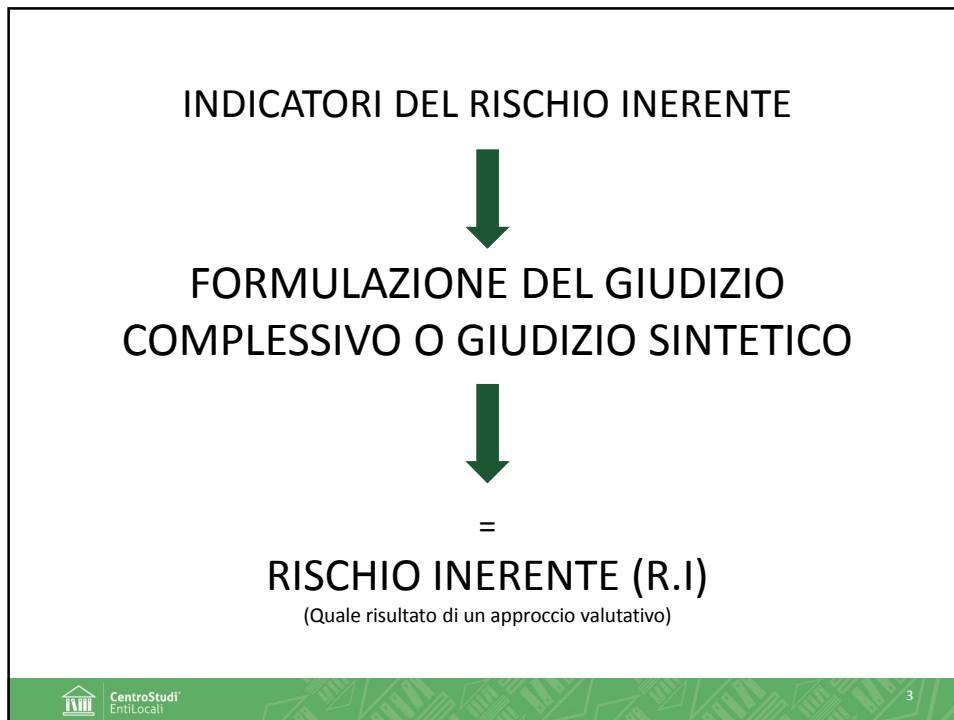 INDICATORI DEL RISCHIO INERENTE
FORMULAZIONE DEL GIUDIZIO
COMPLESSIVO O GIUDIZIO SINTETICO
=
RISCHIO INERENTE (R.I)
(Quale risultato di un approccio valutativo)
CentroStudi
EntiLocali
3